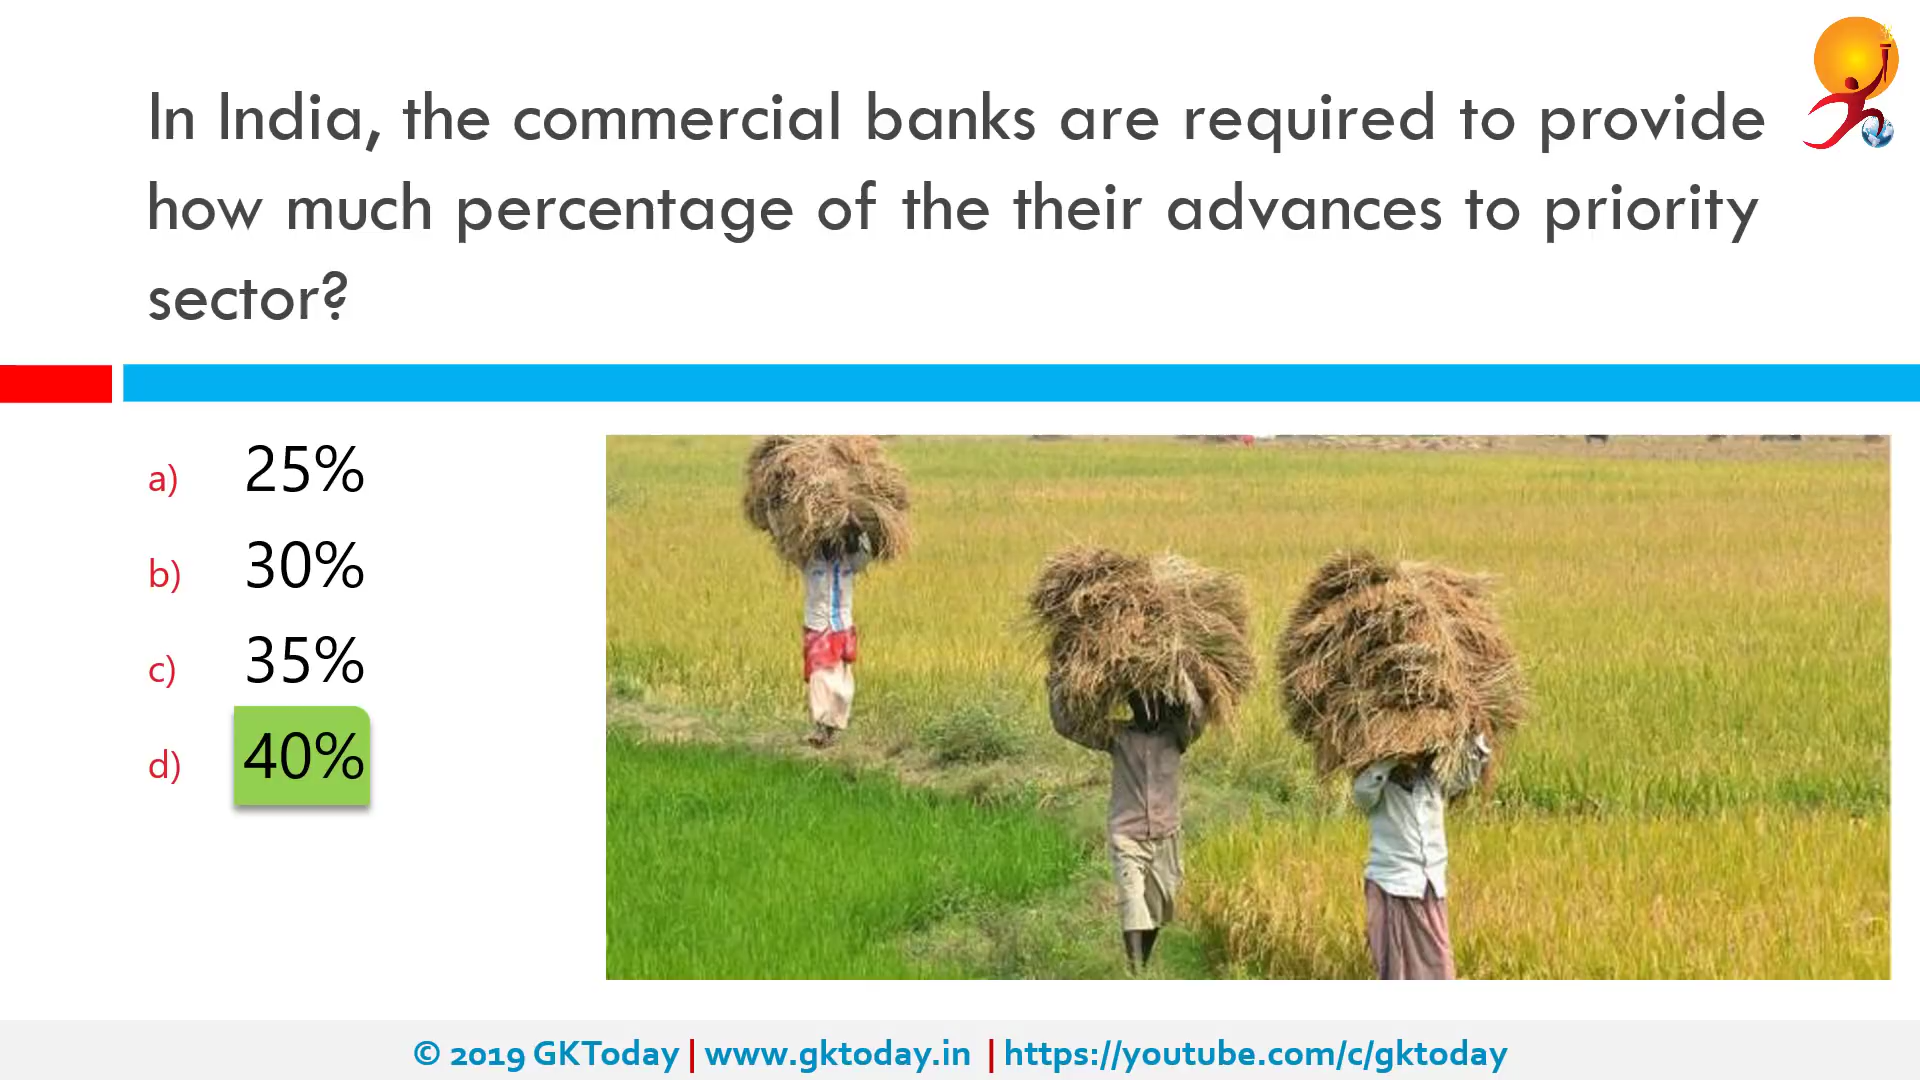 In India, the commercial banks are required to provide
how much percentage of the their advances to priority
sector?
a) 25%
b) 30%
c) 35%
d) 40%
© 2019 GKToday | www.gktoday.in | https://youtube.com/c/gktoday